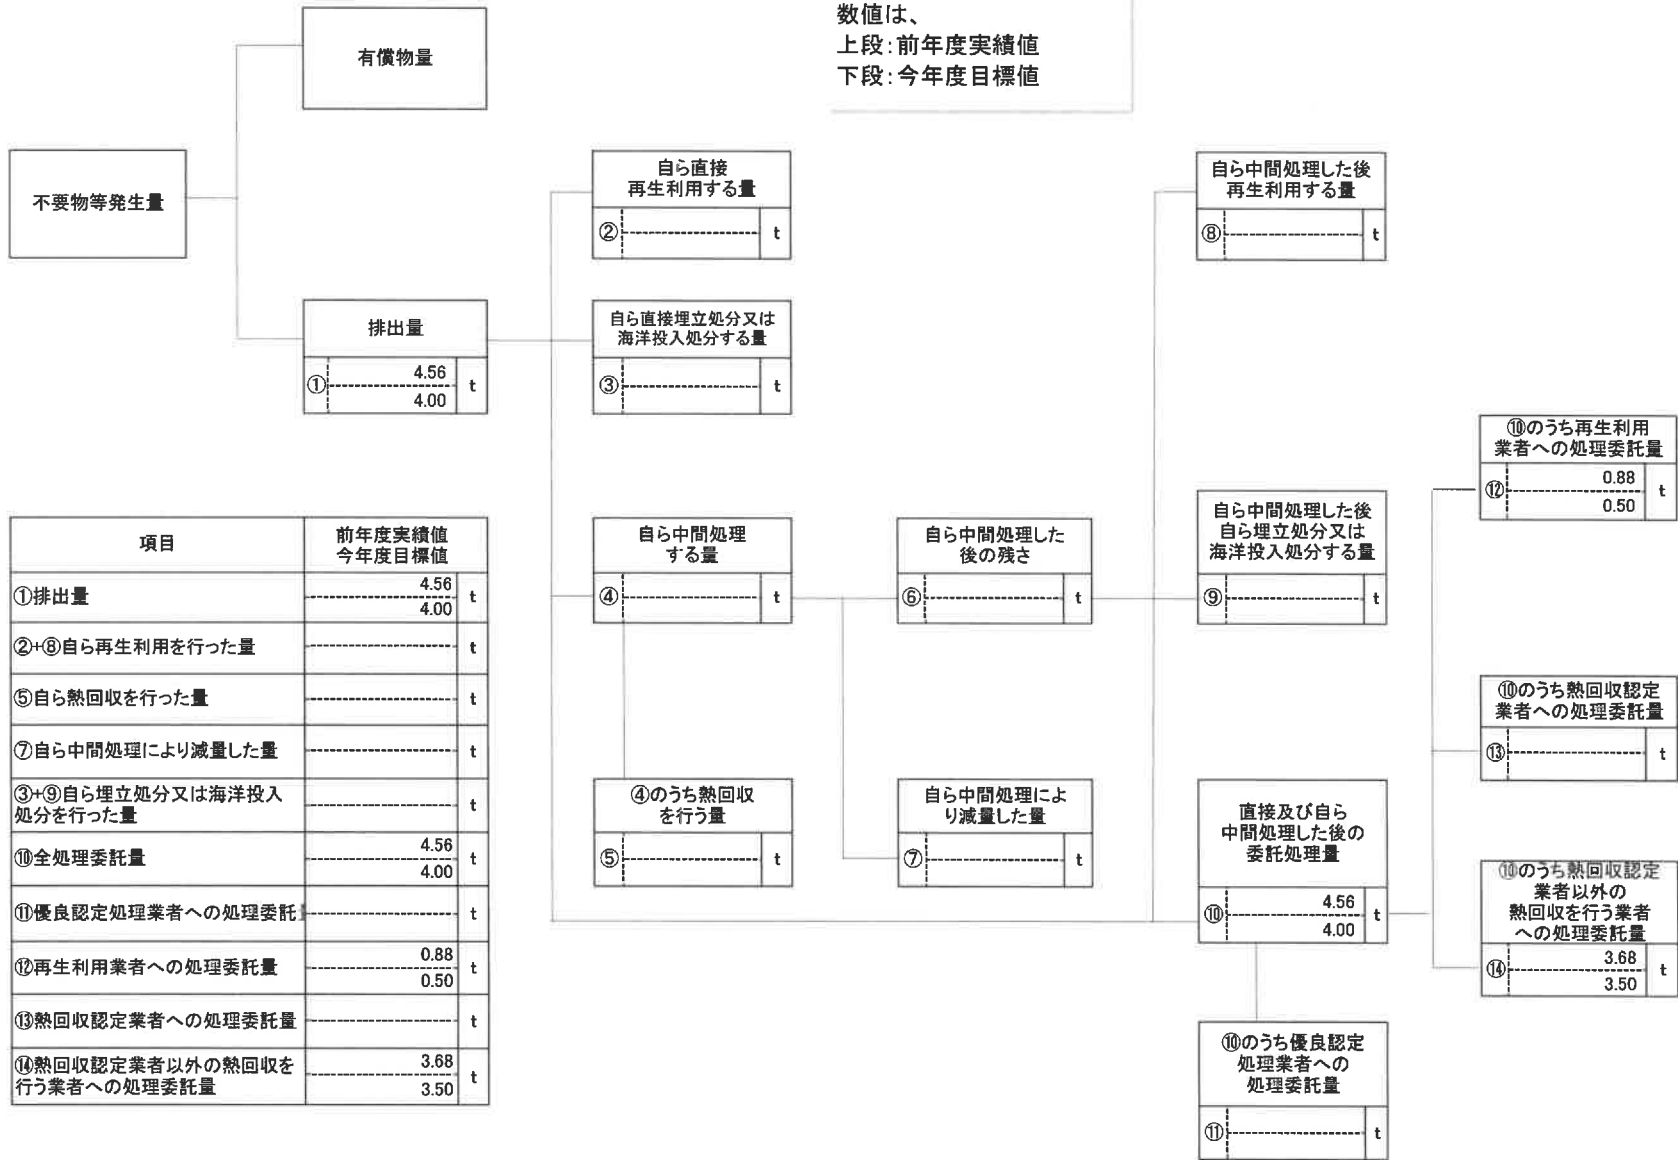 数値は、
上段：前年度実績値
下段：今年度目標値
有償物量
不要物等発生量
排出量
① 4.56 t
4.00
自ら直接
再生利用する量
② t
自ら直接埋立処分又は
海洋投入処分する量
③ t
自ら中間処理
する量
④ t
④のうち熱回収
を行う量
⑤ t
自ら中間処理した
後の残さ
⑥ t
自ら中間処理によ
り減量した量
⑦ t
自ら中間処理した後
再生利用する量
⑧ t
自ら中間処理した後
自ら埋立処分又は
海洋投入処分する量
⑨ t
直接及び自ら
中間処理した後の
委託処理量
⑩ 4.56 t
4.00
⑩のうち優良認定
処理業者への
処理委託量
⑪ t
⑩のうち再生利用
業者への処理委託量
⑫ 0.88 t
0.50
⑩のうち熱回収認定
業者への処理委託量
⑬ t
⑩のうち熱回収認定
業者以外の
熱回収を行う業者
への処理委託量
⑭ 3.68 t
3.50
項目 前年度実績値
今年度目標値
①排出量 4.56 t
4.00
②+⑧自ら再生利用を行った量 t
⑤自ら熱回収を行った量 t
⑦自ら中間処理により減量した量 t
③+⑨自ら埋立処分又は海洋投入
処分を行った量 t
⑩全処理委託量 4.56 t
4.00
⑪優良認定処理業者への処理委託 t
⑫再生利用業者への処理委託量 0.88 t
0.50
⑬熱回収認定業者への処理委託量 t
⑭熱回収認定業者以外の熱回収を
行う業者への処理委託量 3.68 t
3.50